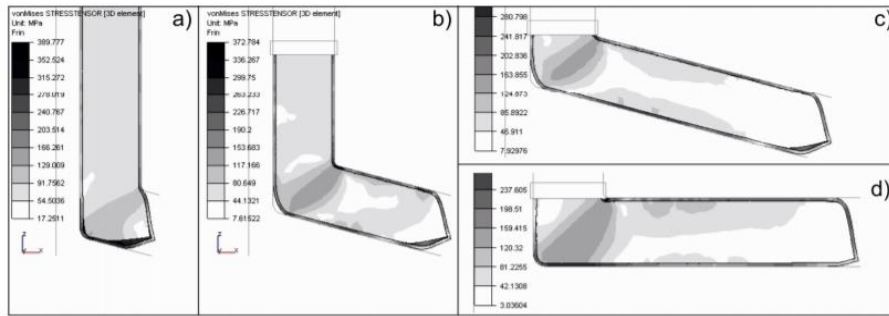 vonMises STRESSTENSOR [3D element]
Unit: MPa
Frin
a)
389.777
352.524
315.272
278.019
240.767
203.514
166.261
129.009
91.7562
54.5036
17.2511
z
x
vonMises STRESSTENSOR [3D element]
Unit: MPa
Frin
b)
372.784
336.267
299.75
263.233
226.717
190.2
153.683
117.166
80.649
44.1321
7.61522
z
x
c)
280.798
241.817
202.836
163.855
124.873
85.8922
46.911
7.92976
d)
237.605
198.51
159.415
120.32
81.2255
42.1308
3.03604